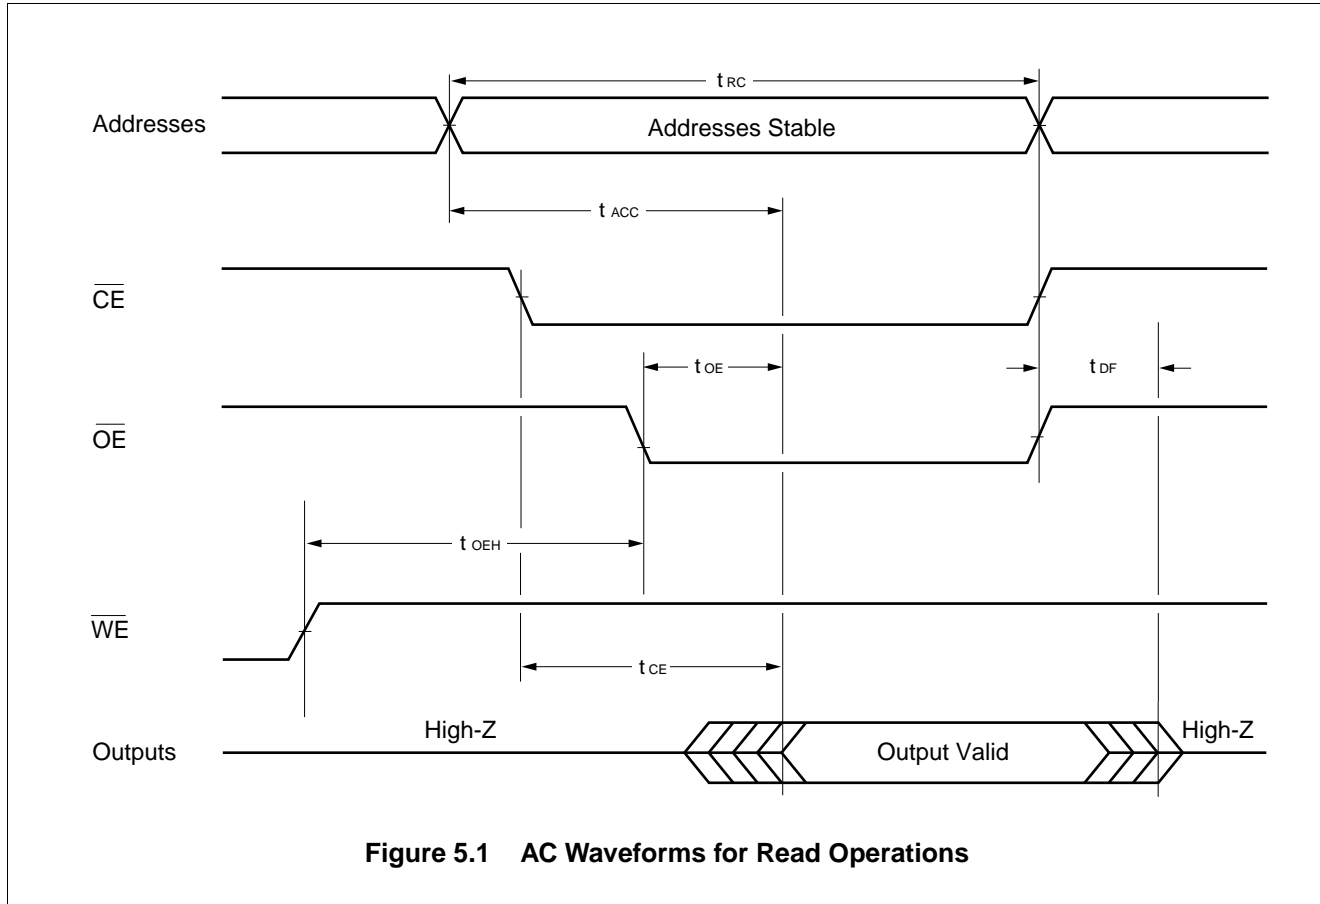 t RC
Addresses
Addresses Stable
t ACC
CE
t OE
t DF
OE
t OEH
WE
t CE
High-Z
High-Z
Outputs
Output Valid
Figure 5.1 AC Waveforms for Read Operations